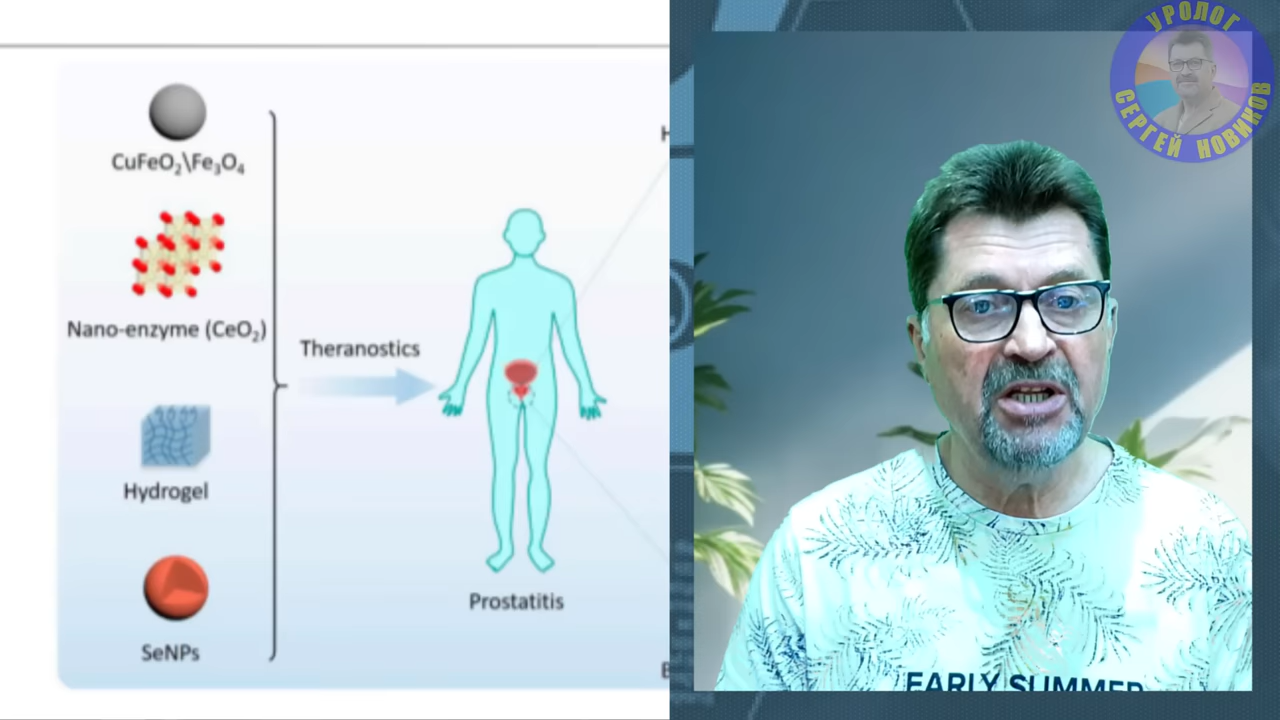 CuFeO₂\Fe₃O₄
Nano-enzyme (CeO₂)
Hydrogel
SeNPs
Theranostics
Prostatitis
УРОЛОГ
СЕРГЕЙ НОВИКОВ
EARLY SUMMER